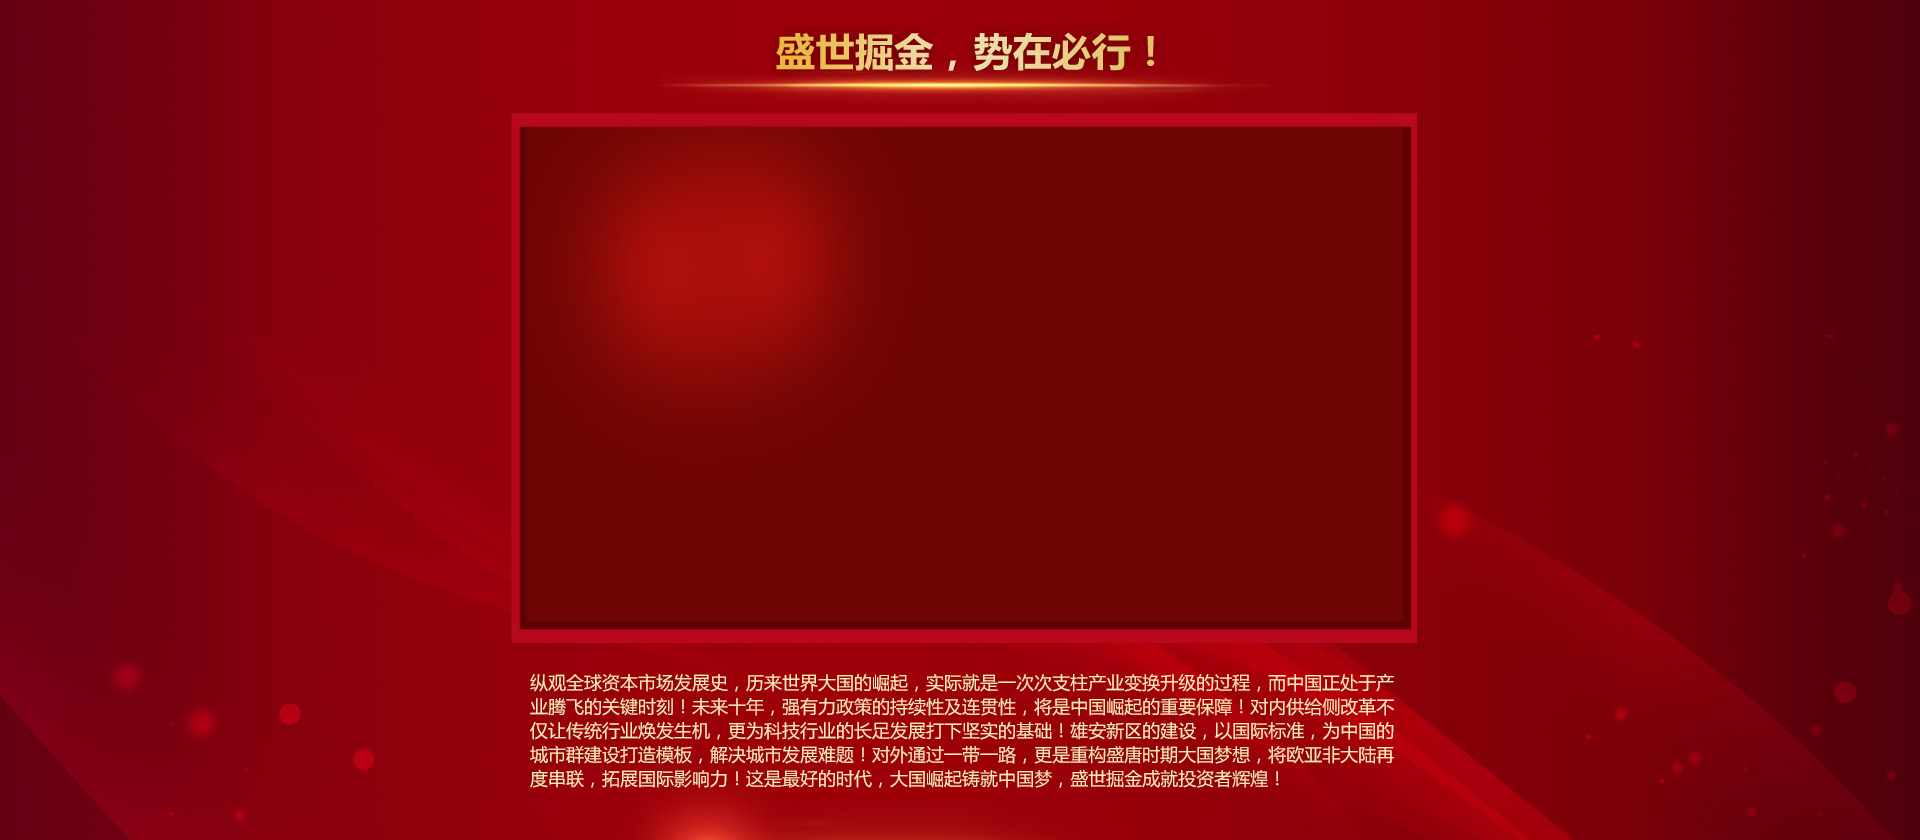 盛世掘金，势在必行！
纵观全球资本市场发展史，历来世界大国的崛起，实际就是一次次支柱产业变换升级的过程，而中国正处于产
业腾飞的关键时刻！未来十年，强有力政策的持续性及连贯性，将是中国崛起的重要保障！对内供给侧改革不
仅让传统行业焕发生机，更为科技行业的长足发展打下坚实的基础！雄安新区的建设，以国际标准，为中国的
城市群建设打造模板，解决城市发展难题！对外通过一带一路，更是重构盛唐时期大国梦想，将欧亚非大陆再
度串联，拓展国际影响力！这是最好的时代，大国崛起铸就中国梦，盛世掘金成就投资者辉煌！